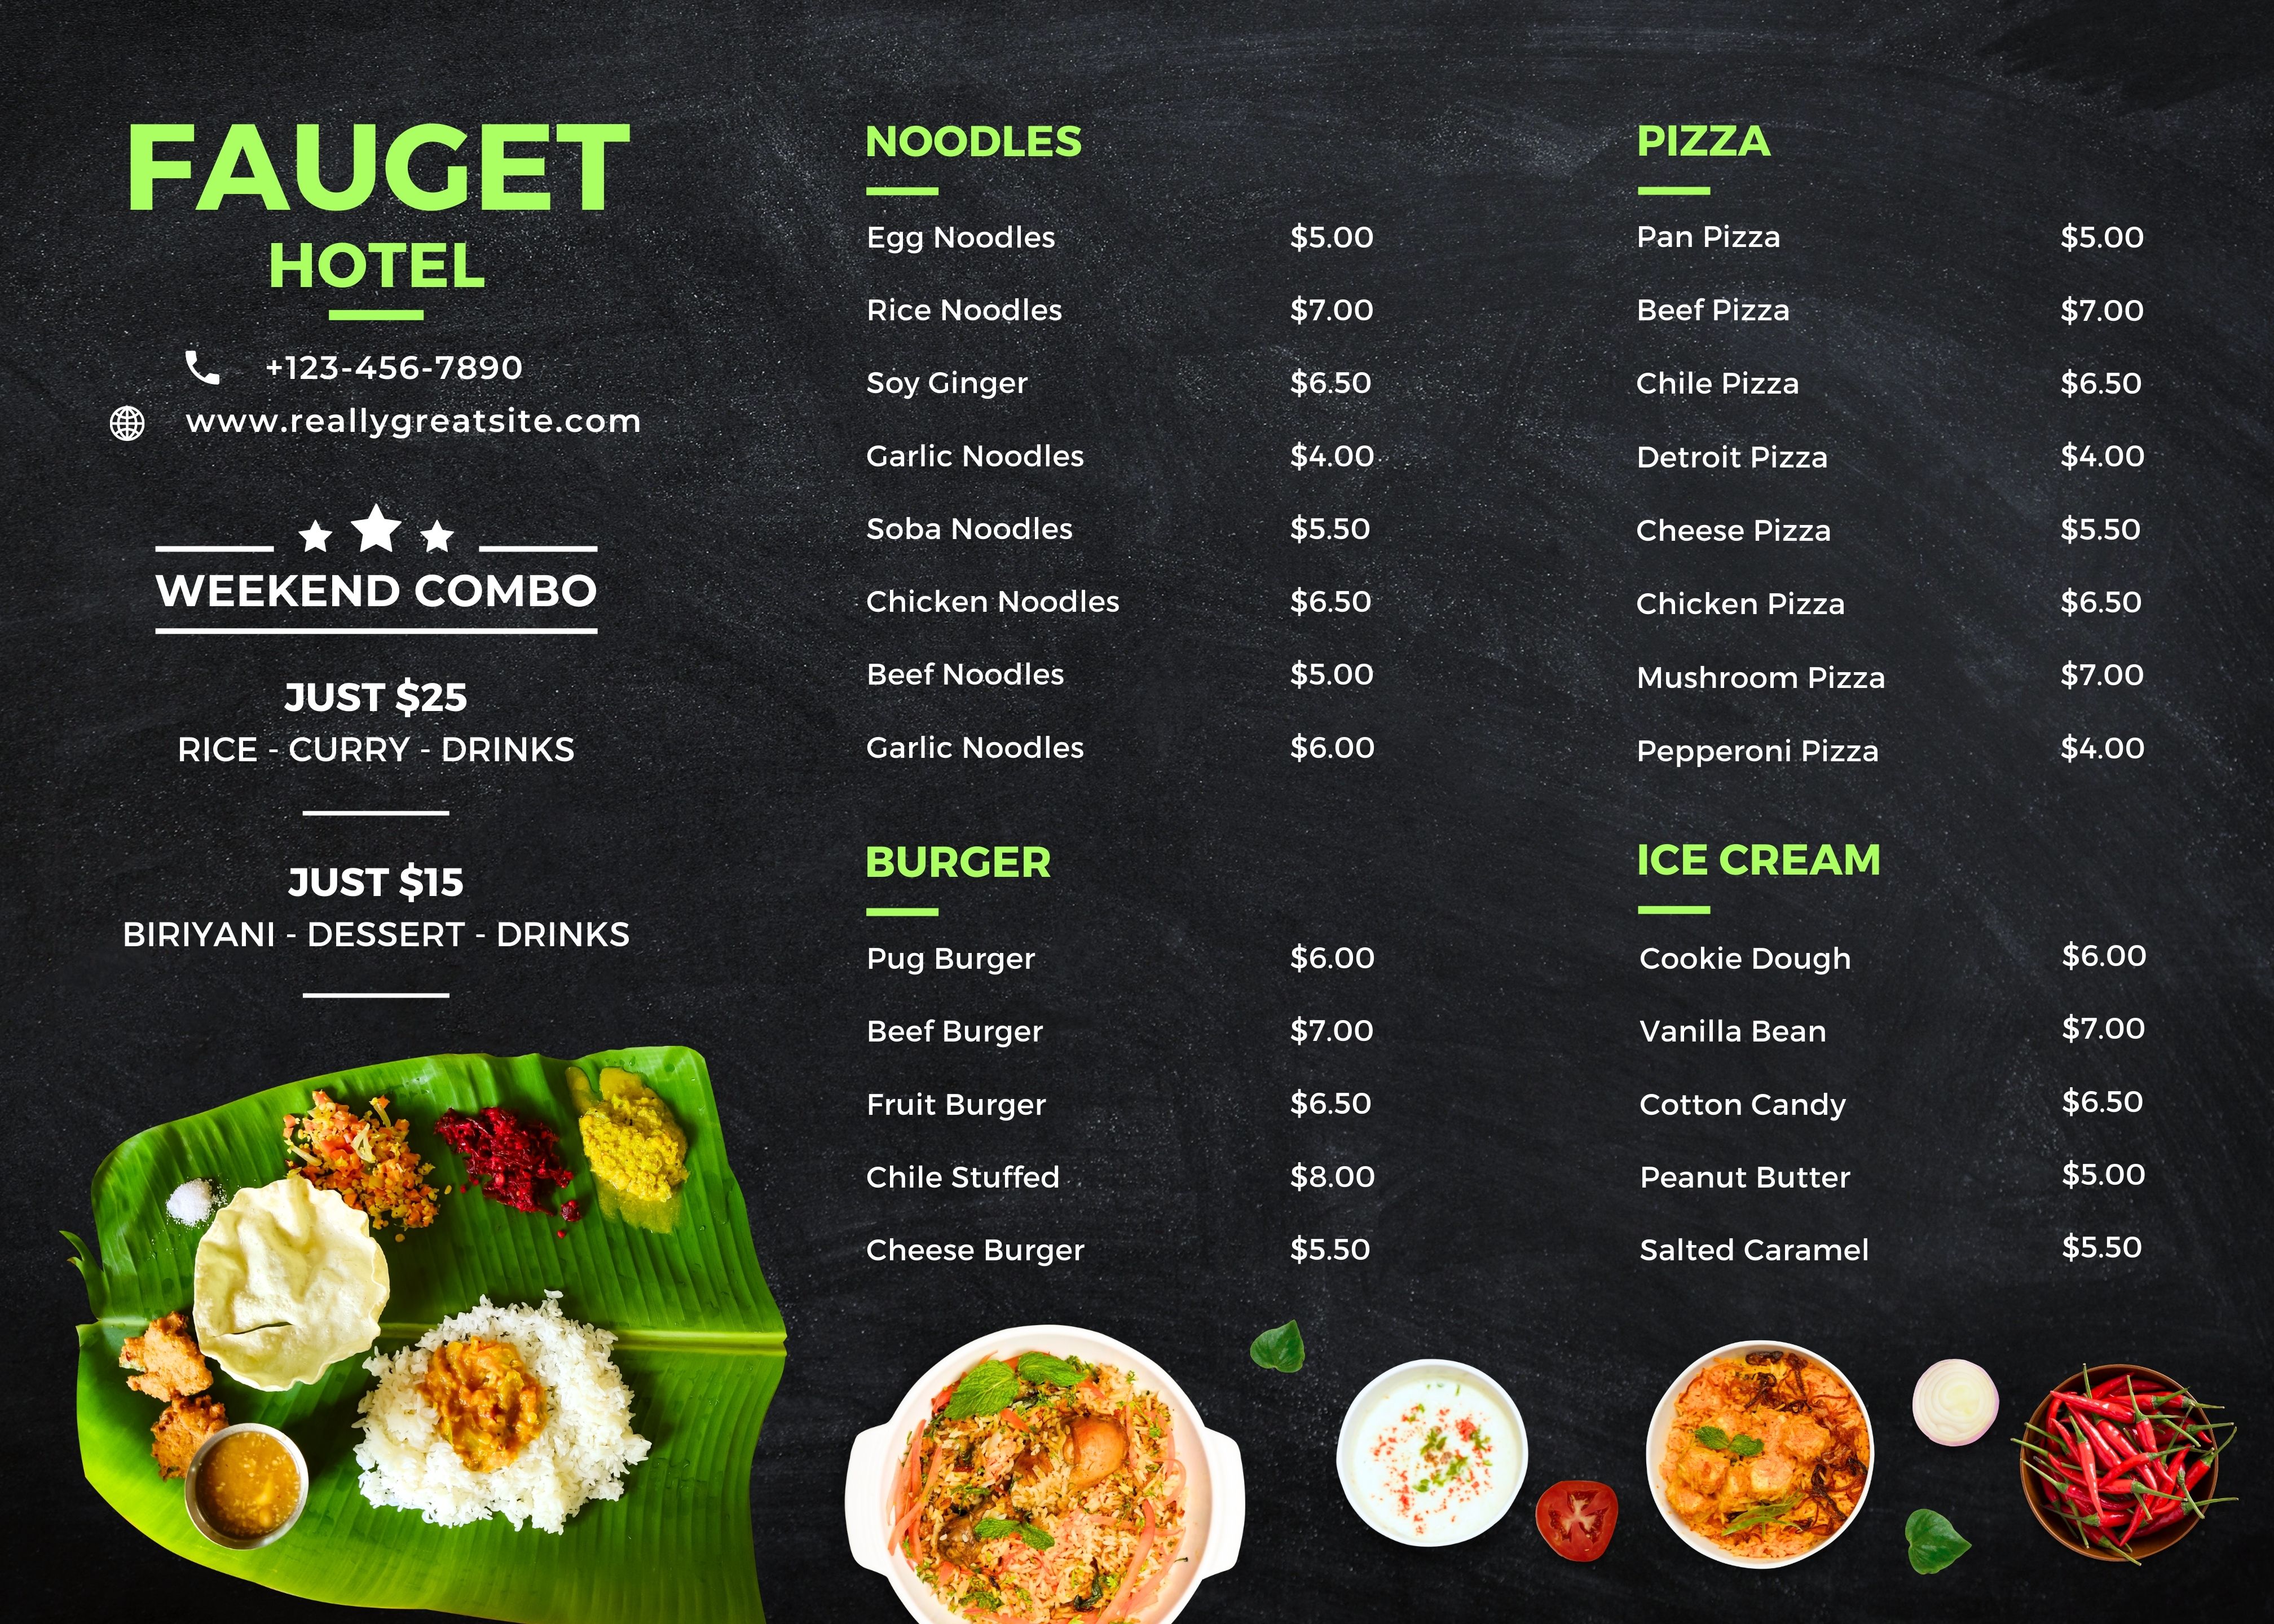 FAUGET
HOTEL
+123-456-7890
www.reallygreatsite.com
WEEKEND COMBO
JUST $25
RICE - CURRY - DRINKS
JUST $15
BIRIYANI - DESSERT - DRINKS
NOODLES
Egg Noodles $5.00
Rice Noodles $7.00
Soy Ginger $6.50
Garlic Noodles $4.00
Soba Noodles $5.50
Chicken Noodles $6.50
Beef Noodles $5.00
Garlic Noodles $6.00
BURGER
Pug Burger $6.00
Beef Burger $7.00
Fruit Burger $6.50
Chile Stuffed $8.00
Cheese Burger $5.50
PIZZA
Pan Pizza $5.00
Beef Pizza $7.00
Chile Pizza $6.50
Detroit Pizza $4.00
Cheese Pizza $5.50
Chicken Pizza $6.50
Mushroom Pizza $7.00
Pepperoni Pizza $4.00
ICE CREAM
Cookie Dough $6.00
Vanilla Bean $7.00
Cotton Candy $6.50
Peanut Butter $5.00
Salted Caramel $5.50